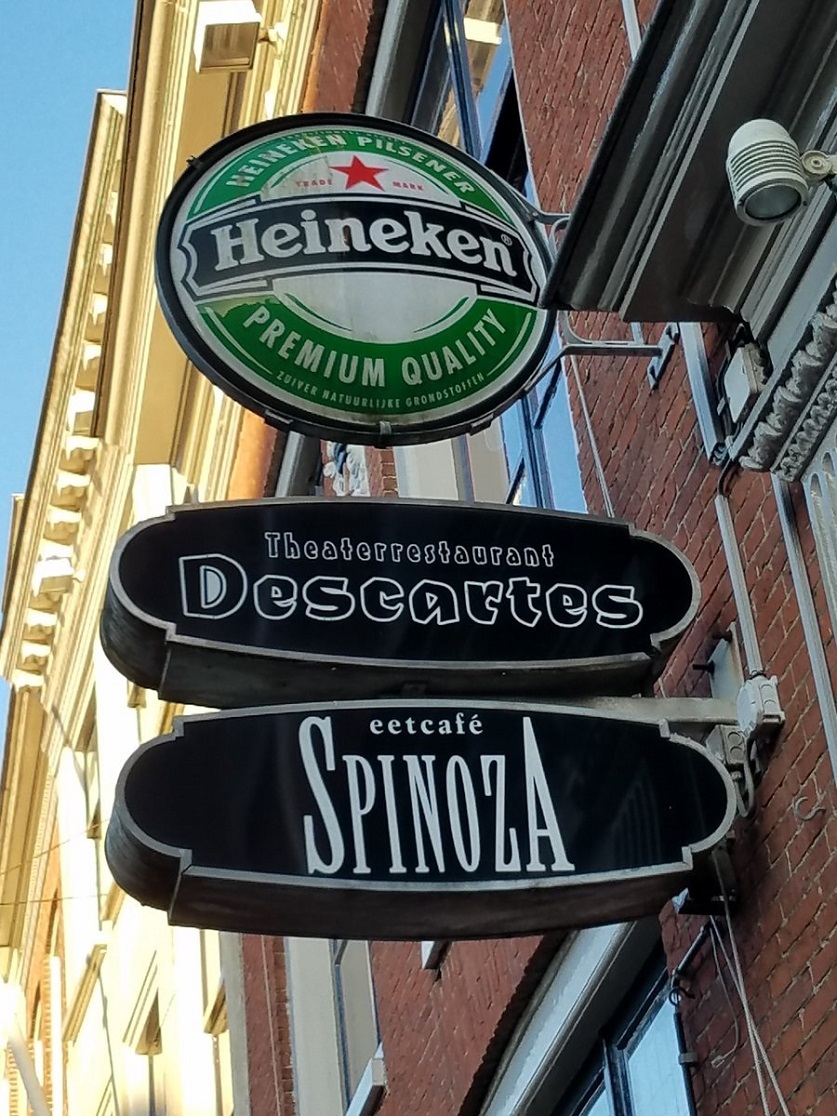 HEINEKEN PILSENER
TRADE MARK
Heineken®
PREMIUM QUALITY
ZUIVER NATUURLIJKE GRONDSTOFFEN
Theaterrestaurant
Descartes
eetcafé
SPINOZA